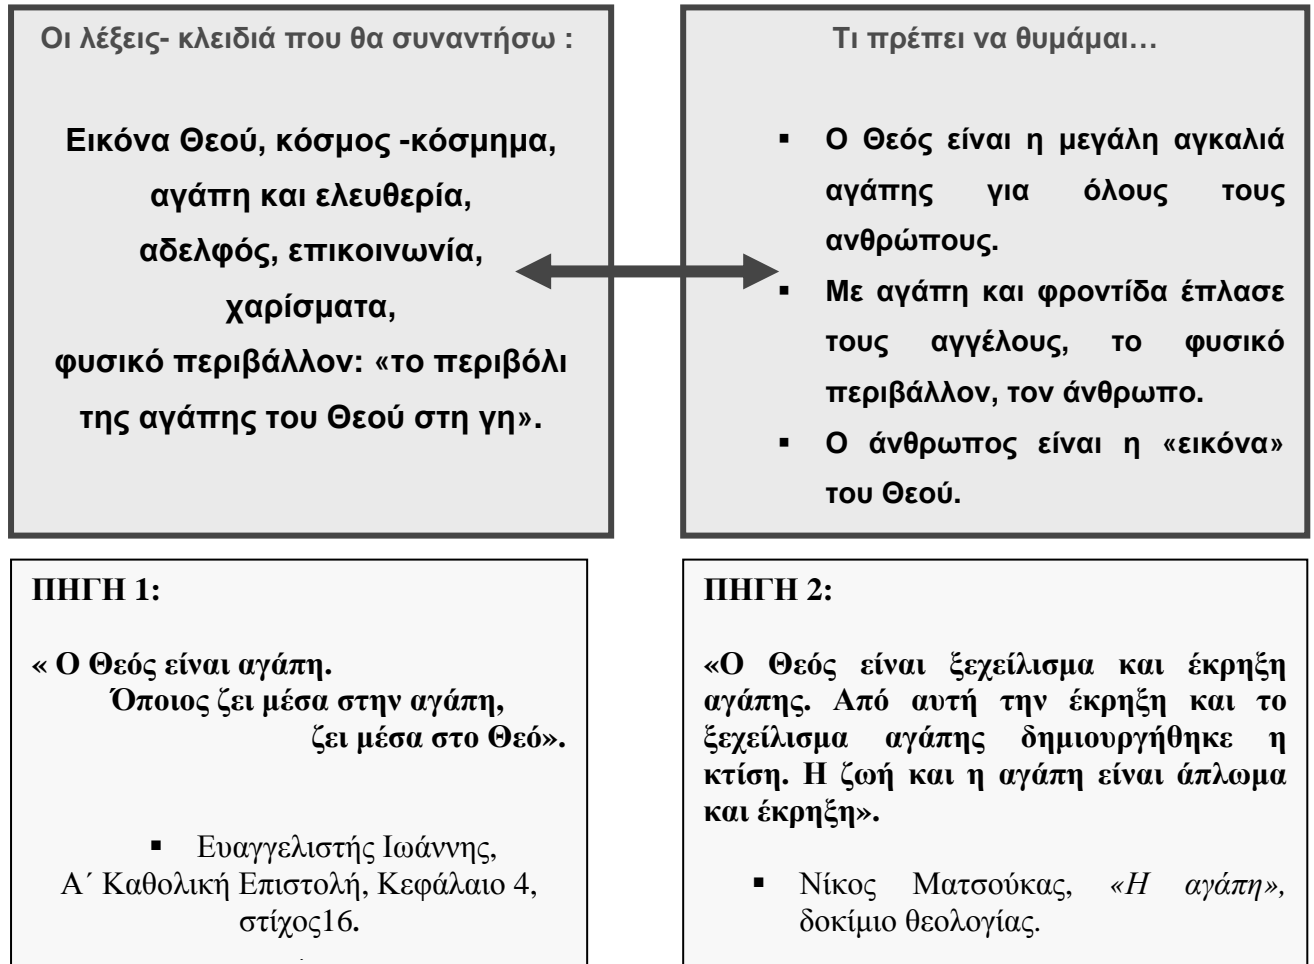 Οι λέξεις- κλειδιά που θα συναντήσω :
Εικόνα Θεού, κόσμος -κόσμημα,
αγάπη και ελευθερία,
αδελφός, επικοινωνία,
χαρίσματα,
φυσικό περιβάλλον: «το περιβόλι
της αγάπης του Θεού στη γη».
Τι πρέπει να θυμάμαι…
▪ Ο Θεός είναι η μεγάλη αγκαλιά
αγάπης για όλους τους
ανθρώπους.
▪ Με αγάπη και φροντίδα έπλασε
τους αγγέλους, το φυσικό
περιβάλλον, τον άνθρωπο.
▪ Ο άνθρωπος είναι η «εικόνα»
του Θεού.
ΠΗΓΗ 1:
« Ο Θεός είναι αγάπη.
Όποιος ζει μέσα στην αγάπη,
ζει μέσα στο Θεό».
▪ Ευαγγελιστής Ιωάννης,
Α΄ Καθολική Επιστολή, Κεφάλαιο 4,
στίχος16.
ΠΗΓΗ 2:
«Ο Θεός είναι ξεχείλισμα και έκρηξη
αγάπης. Από αυτή την έκρηξη και το
ξεχείλισμα αγάπης δημιουργήθηκε η
κτίση. Η ζωή και η αγάπη είναι άπλωμα
και έκρηξη».
▪ Νίκος Ματσούκας, «Η αγάπη»,
δοκίμιο θεολογίας.